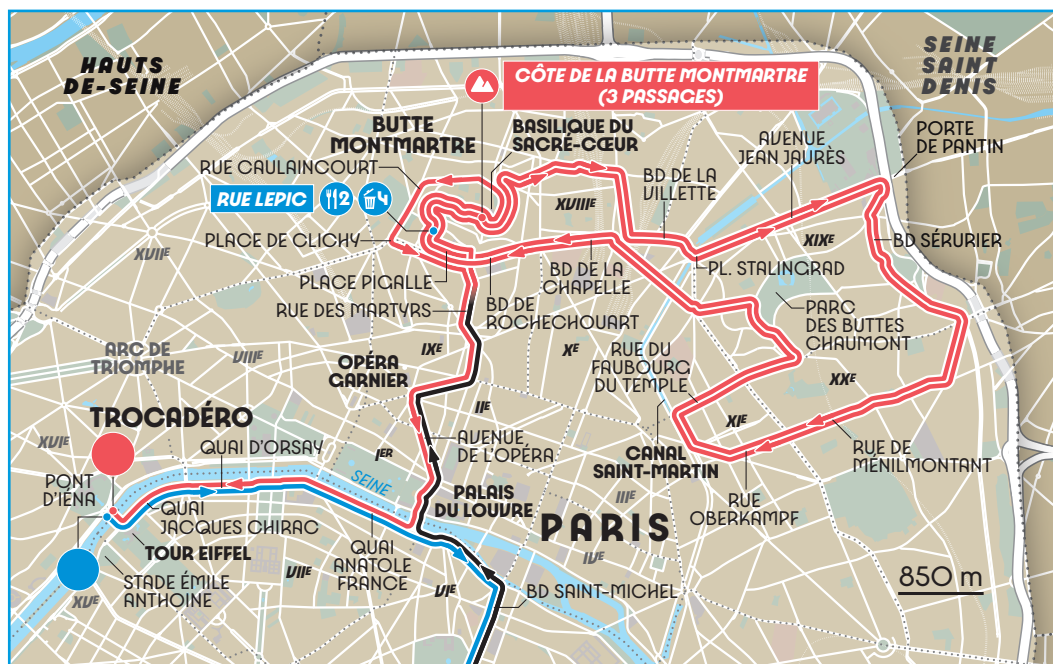 HAUTS
DE-SEINE
SEINE
SAINT
DENIS
CÔTE DE LA BUTTE MONTMARTRE
(3 PASSAGES)
BUTTE
MONTMARTRE
BASILIQUE DU
SACRÉ-CŒUR
AVENUE
JEAN JAURÈS
PORTE
DE PANTIN
RUE CAULAINCOURT
BD DE LA
VILLETTE
RUE LEPIC
2
4
XVIIIE
XVIIE
PLACE DE CLICHY
XIXE
BD SÉRURIER
PLACE PIGALLE
BD DE LA
CHAPELLE
PL. STALINGRAD
RUE DES MARTYRS
BD DE
ROCHECHOUART
PARC
DES BUTTES
CHAUMONT
ARC DE
TRIOMPHE
VIIIE
IXE
XE
OPÉRA
GARNIER
RUE DU
FAUBOURG
DU TEMPLE
XXE
IIE
TROCADÉRO
XIE
XVIE
QUAI D'ORSAY
AVENUE
DE L'OPÉRA
CANAL
SAINT-MARTIN
RUE DE
MÉNILMONTANT
IER
PONT
D'IÉNA
SEINE
PALAIS
DU LOUVRE
IIIE
RUE
OBERKAMPF
QUAI
JACQUES CHIRAC
PARIS
TOUR EIFFEL
QUAI
ANATOLE
FRANCE
IVE
VIIE
STADE ÉMILE
ANTHOINE
850 m
XVE
VIE
BD SAINT-MICHEL